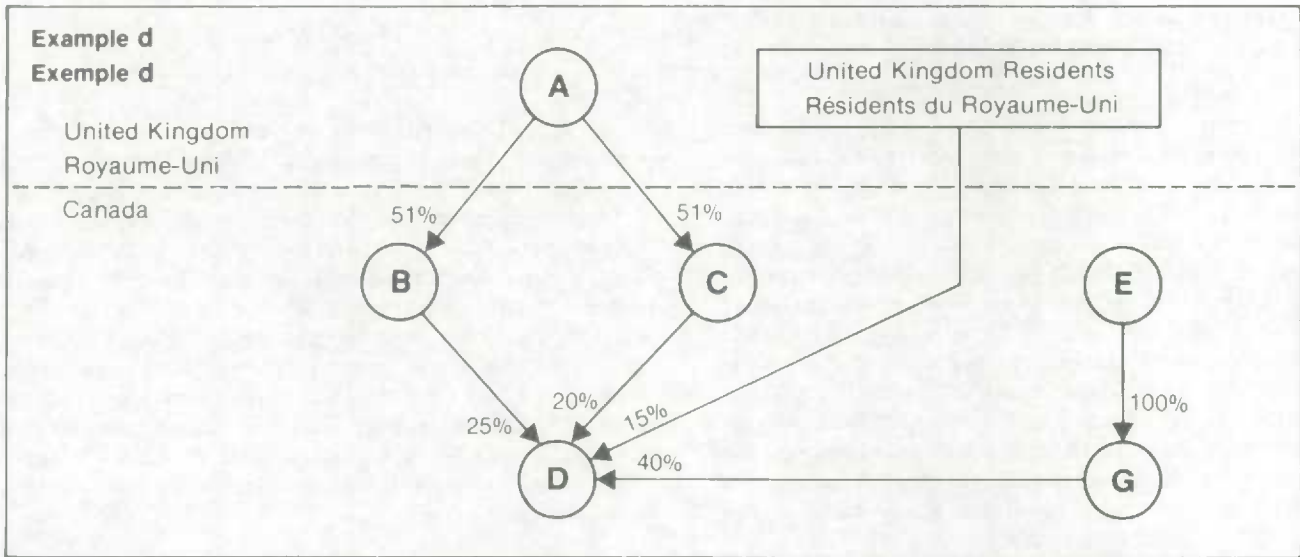 Example d
Exemple d
A
United Kingdom Residents
Résidents du Royaume-Uni
United Kingdom
Royaume-Uni
Canada
51%
51%
B
C
E
25%
20%
15%
100%
40%
D
G